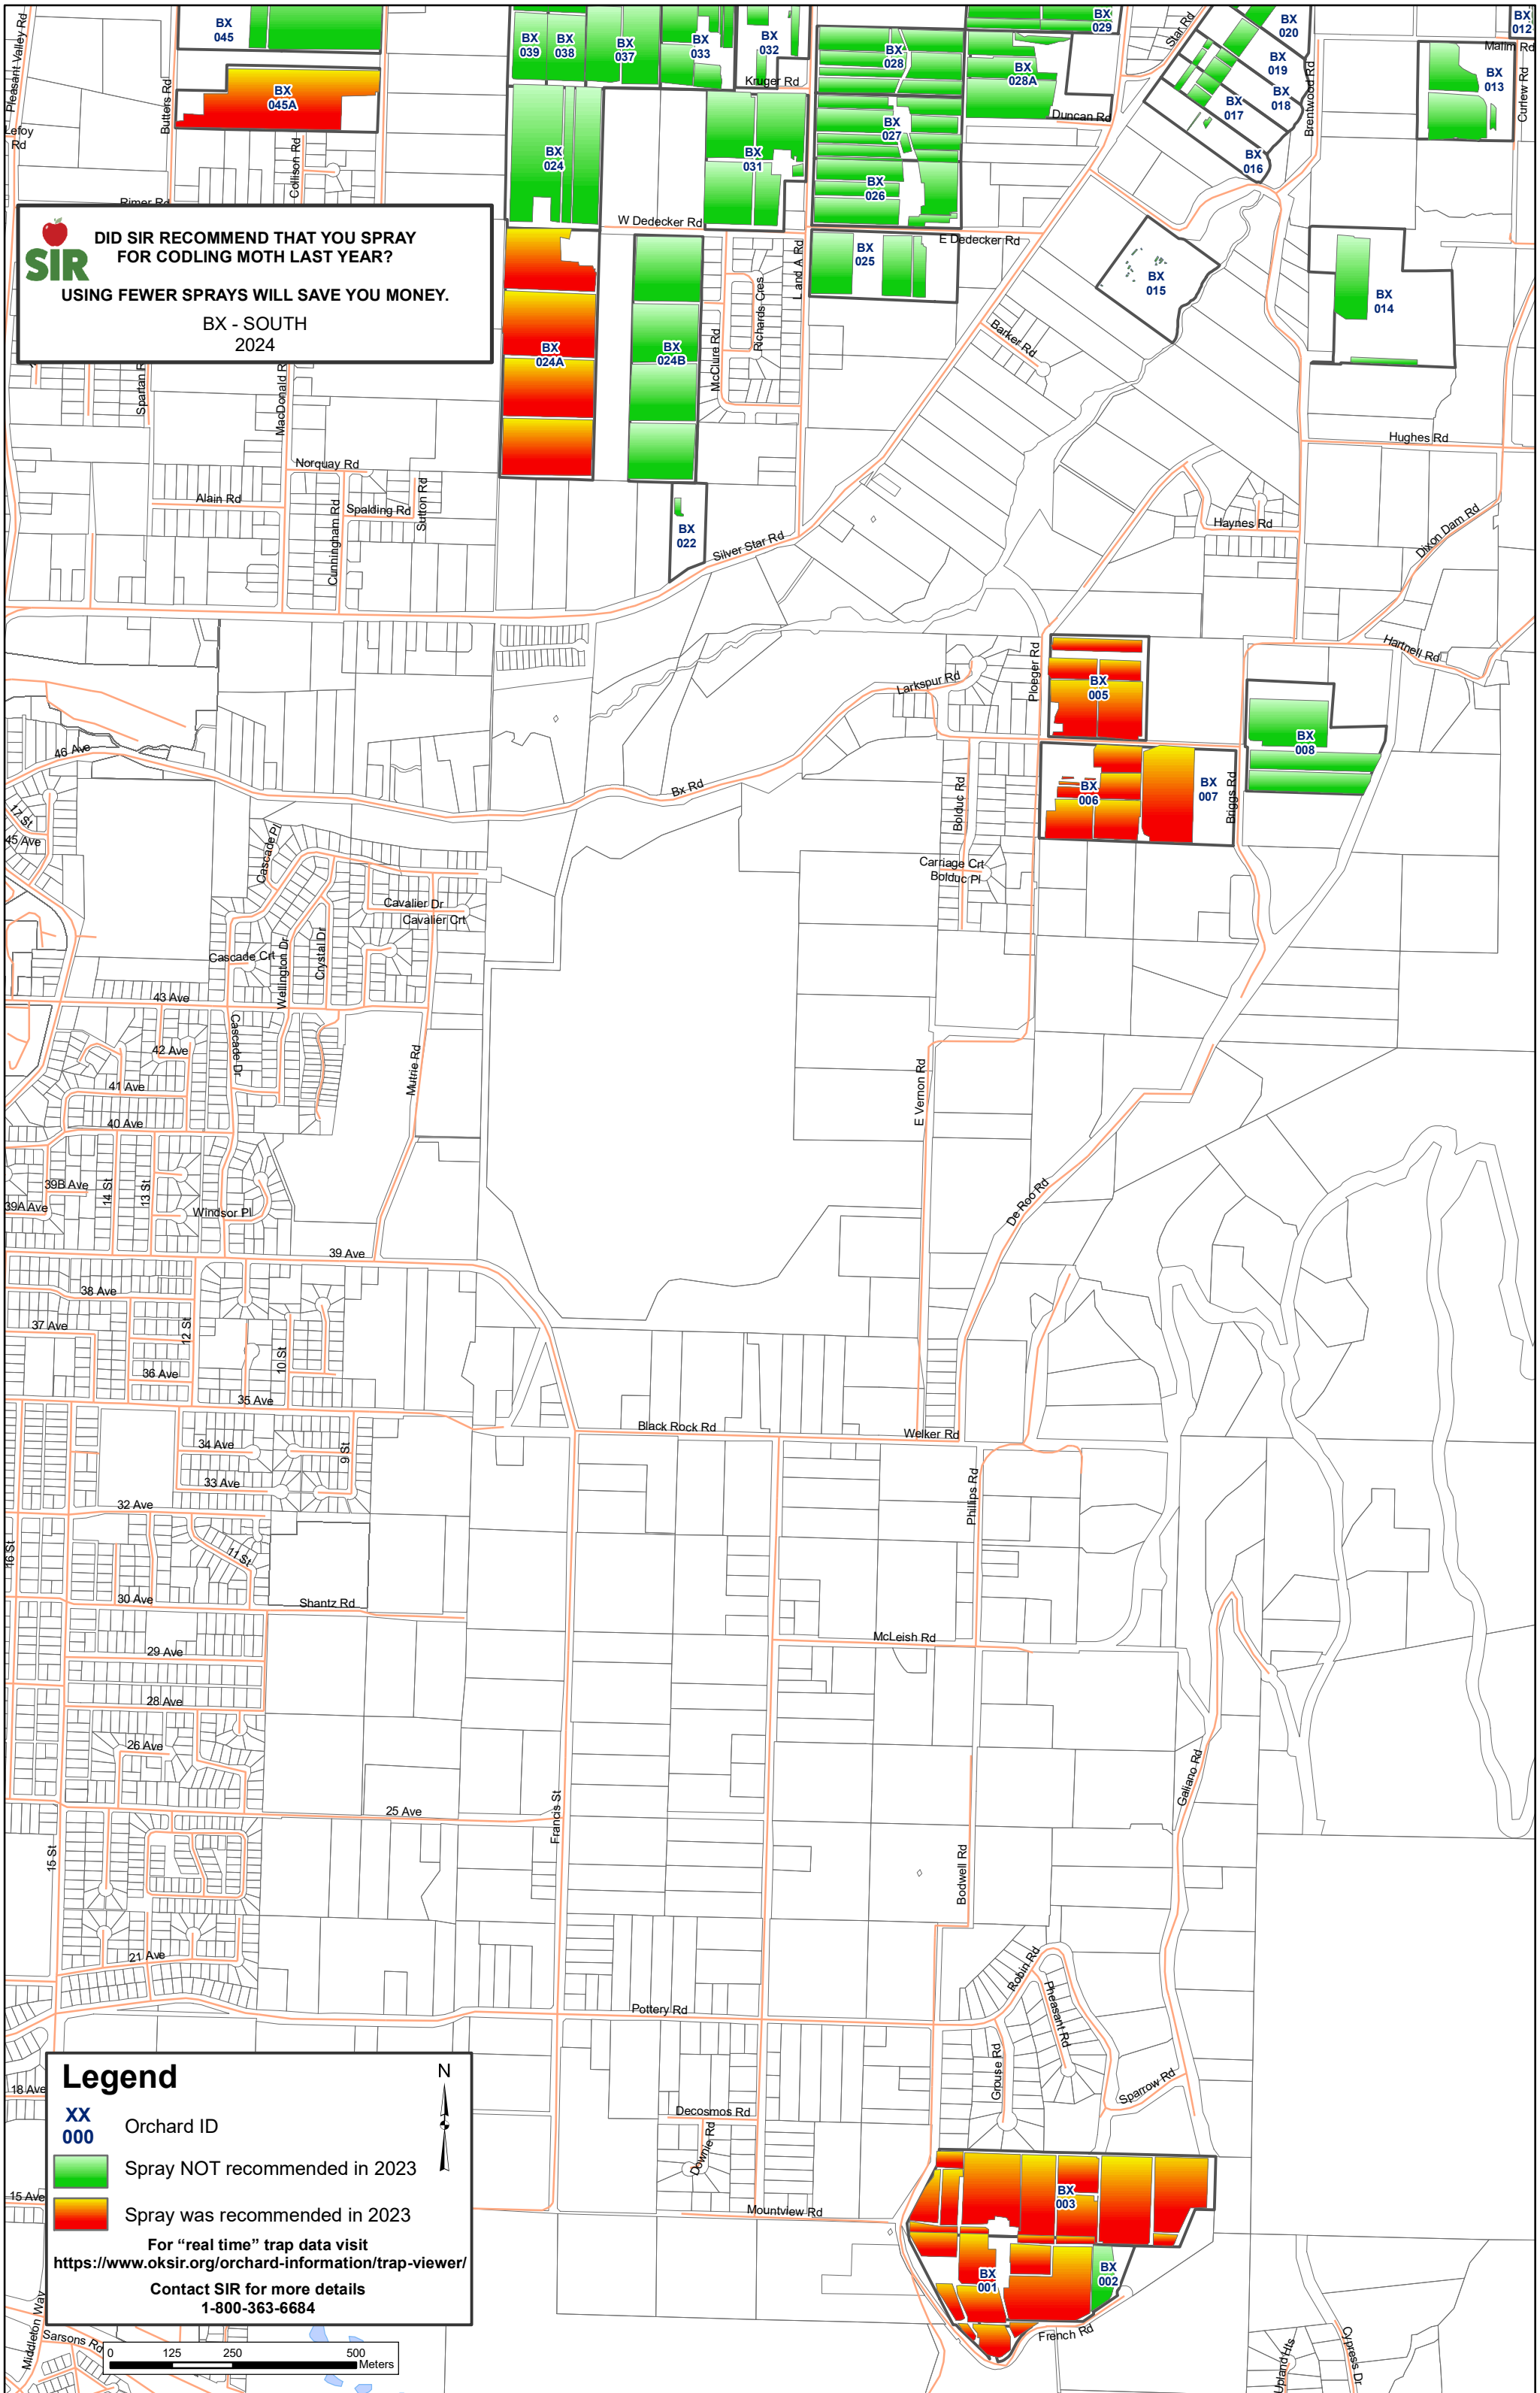 BX
045
BX
039
BX
038
BX
037
BX
033
BX
032
BX
028
BX
029
BX
028A
BX
020
BX
019
BX
018
BX
017
BX
016
BX
012
BX
013
Malim Rd
Curlew Rd
Brentwood Rd
Star Rd
Kruger Rd
Duncan Rd
Pleasant Valley Rd
Butters Rd
BX
045A
Lefoy
Rd
Collison Rd
Rimer Rd
BX
024
BX
031
BX
027
BX
026
W Dedecker Rd
E Dedecker Rd
BX
025
L and A Rd
BX
015
BX
014
SIR
DID SIR RECOMMEND THAT YOU SPRAY
FOR CODLING MOTH LAST YEAR?
USING FEWER SPRAYS WILL SAVE YOU MONEY.
BX - SOUTH
2024
BX
024A
BX
024B
McClure Rd
Richards Cres
Barker Rd
Spartan R
MacDonald R
Norquay Rd
Alain Rd
Spalding Rd
Sutton Rd
Cunningham Rd
BX
022
Silver Star Rd
Hughes Rd
Haynes Rd
Dixon Dam Rd
Hartnell Rd
Larkspur Rd
Ploeger Rd
BX
005
BX
008
BX
006
BX
007
Briggs Rd
46 Ave
Bx Rd
Bolduc Rd
17 St
45 Ave
Cascade Pl
Carriage Crt
Bolduc Pl
Cavalier Dr
Cavalier Crt
Cascade Crt
Wellington Dr
Crystal Dr
43 Ave
Cascade Dr
42 Ave
41 Ave
40 Ave
Mutrie Rd
E Vernon Rd
39B Ave
39A Ave
14 St
13 St
Windsor Pl
De Roo Rd
39 Ave
38 Ave
37 Ave
12 St
10 St
36 Ave
35 Ave
Black Rock Rd
Welker Rd
34 Ave
9 St
33 Ave
Phillips Rd
32 Ave
16 St
11 St
30 Ave
Shantz Rd
McLeish Rd
29 Ave
28 Ave
26 Ave
Galiano Rd
25 Ave
Francis St
15 St
Bodwell Rd
21 Ave
Robin Rd
Pheasant Rd
Pottery Rd
Grouse Rd
Sparrow Rd
18 Ave
Decosmos Rd
Downie Rd
15 Ave
Mountview Rd
BX
003
BX
002
BX
001
French Rd
Legend
N
XX
000
Orchard ID
Spray NOT recommended in 2023
Spray was recommended in 2023
For “real time” trap data visit
https://www.oksir.org/orchard-information/trap-viewer/
Contact SIR for more details
1-800-363-6684
Middleton Way
Sarsons Rd
0 125 250 500
Meters
Upland Hts
Cypress Dr